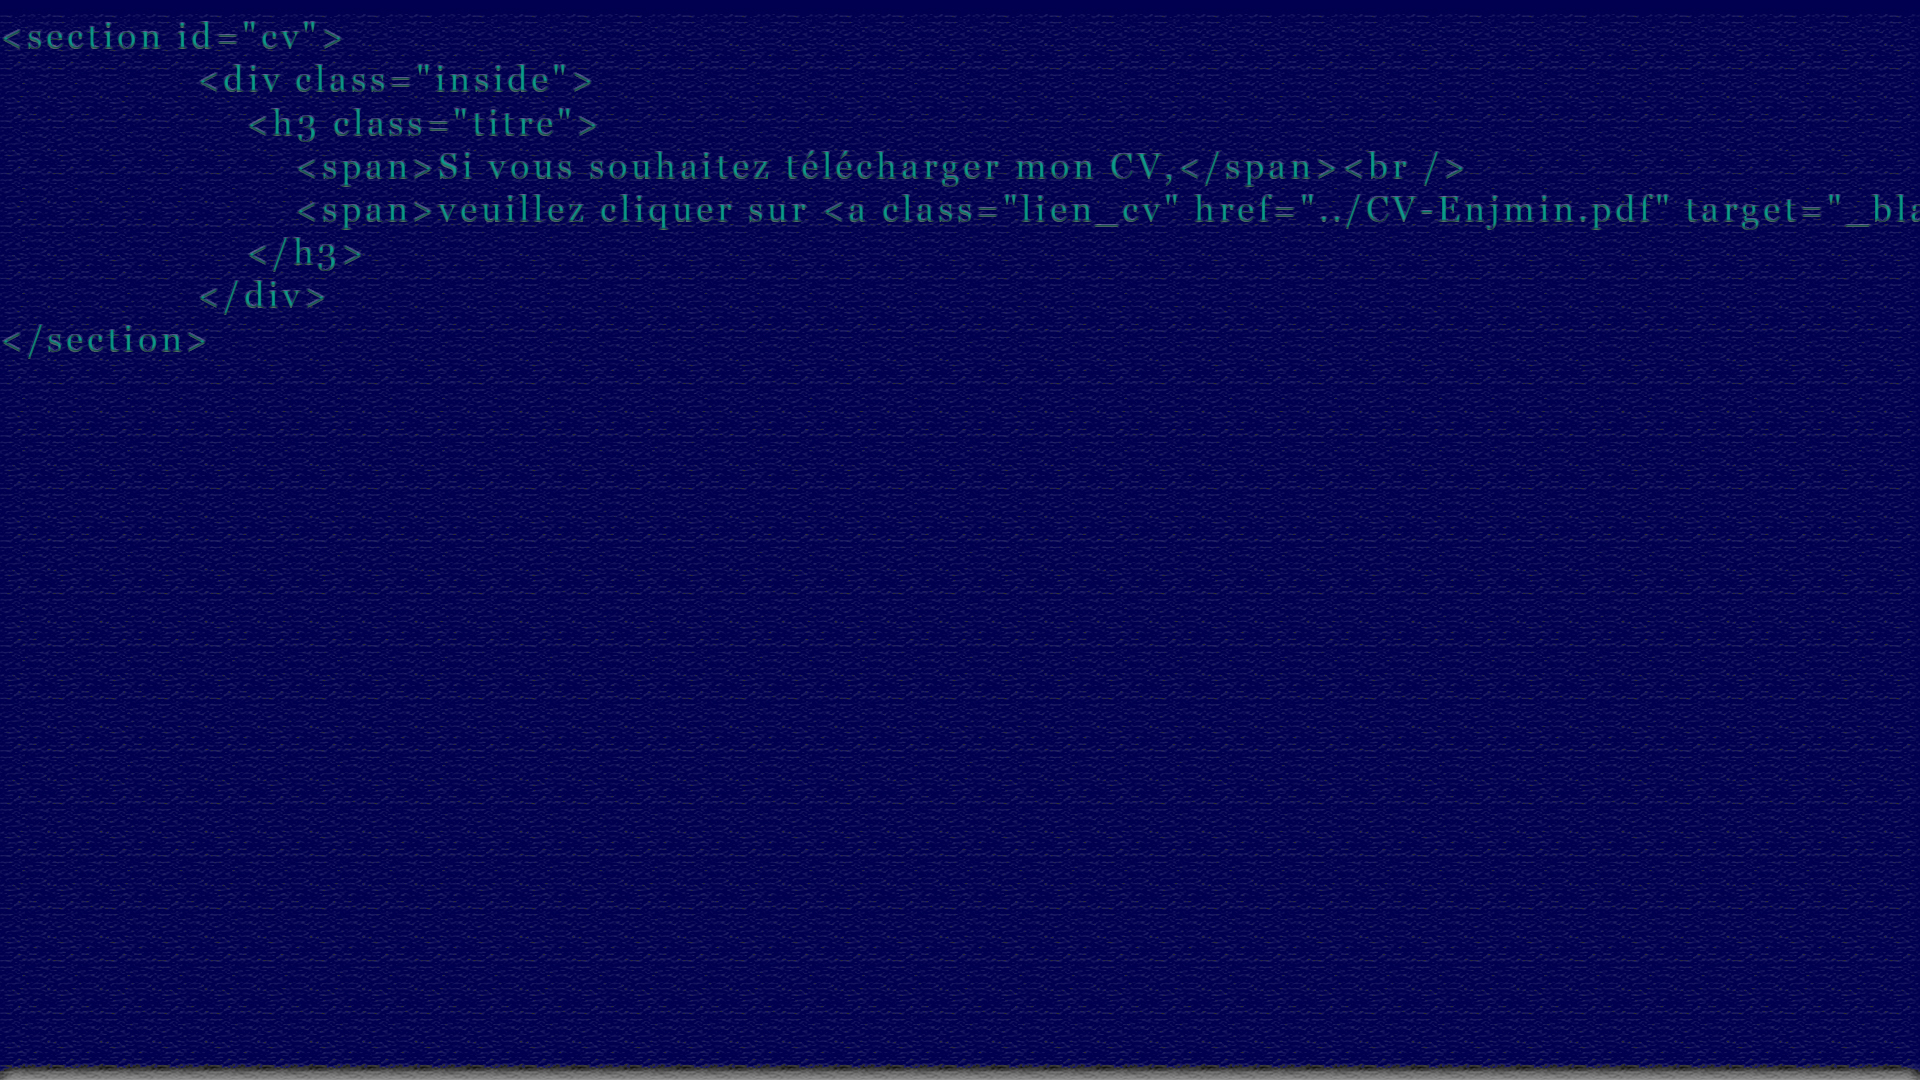 <section id="cv">
<div class="inside">
<h3 class="titre">
<span>Si vous souhaitez télécharger mon CV,</span><br />
<span>veuillez cliquer sur <a class="lien_cv" href="../CV-Enjmin.pdf" target="_bla
</h3>
</div>
</section>